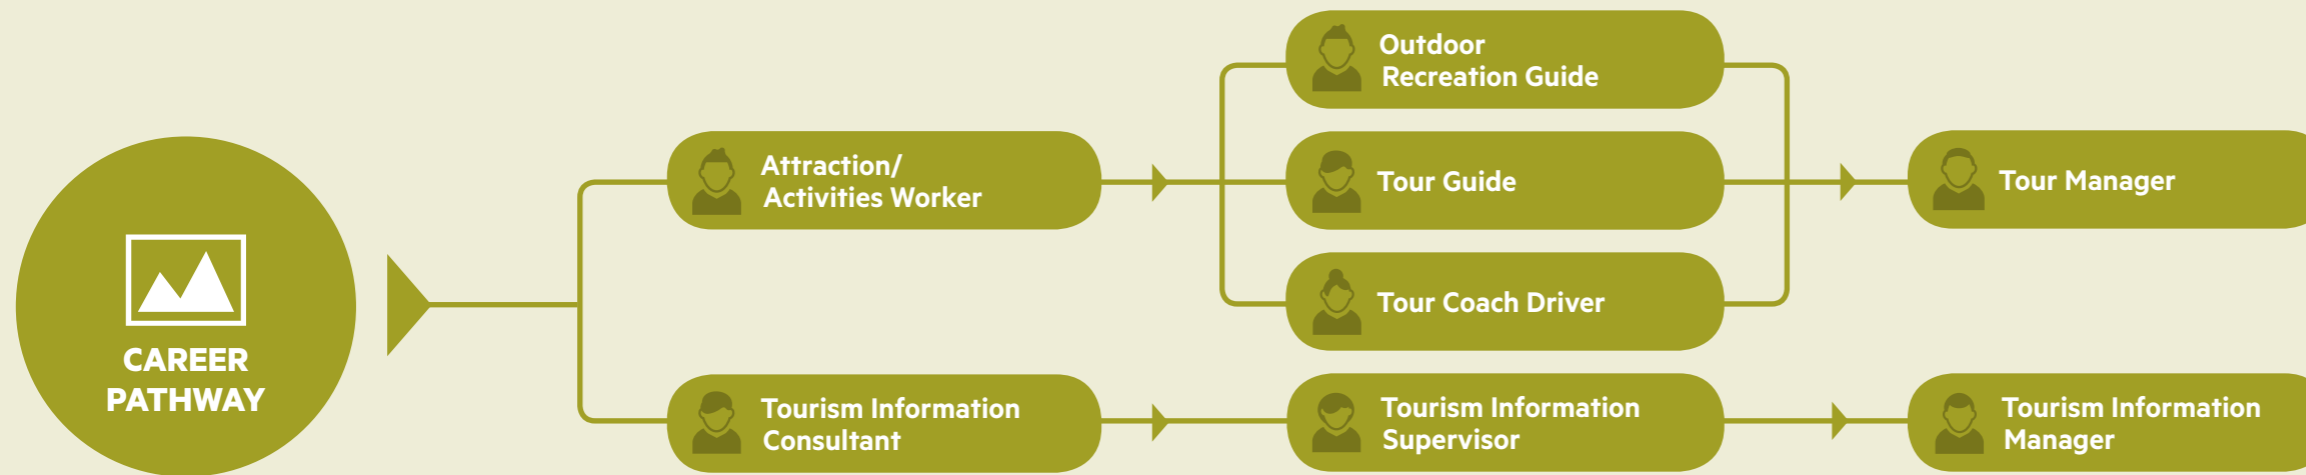 CAREER
PATHWAY
Attraction/
Activities Worker
Outdoor
Recreation Guide
Tour Guide
Tour Coach Driver
Tour Manager
Tourism Information
Consultant
Tourism Information
Supervisor
Tourism Information
Manager